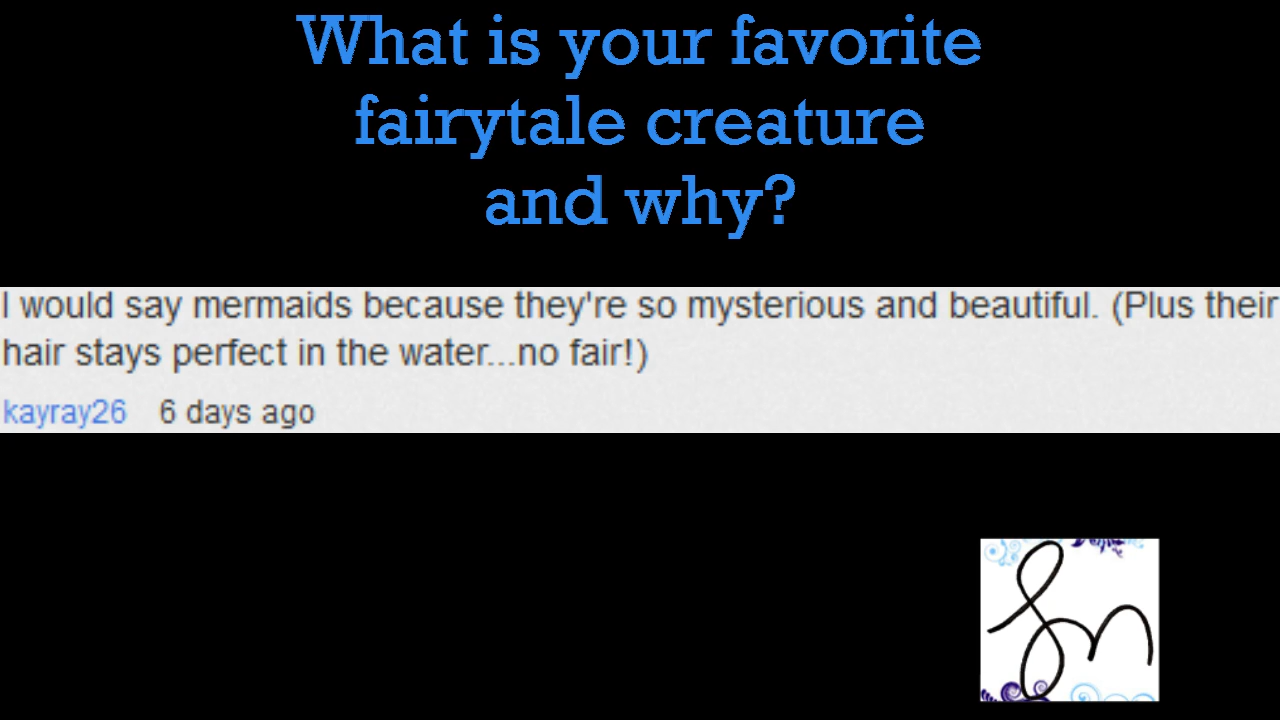 What is your favorite
fairytale creature
and why?
I would say mermaids because they're so mysterious and beautiful. (Plus their
hair stays perfect in the water...no fair!)
kayray26 6 days ago